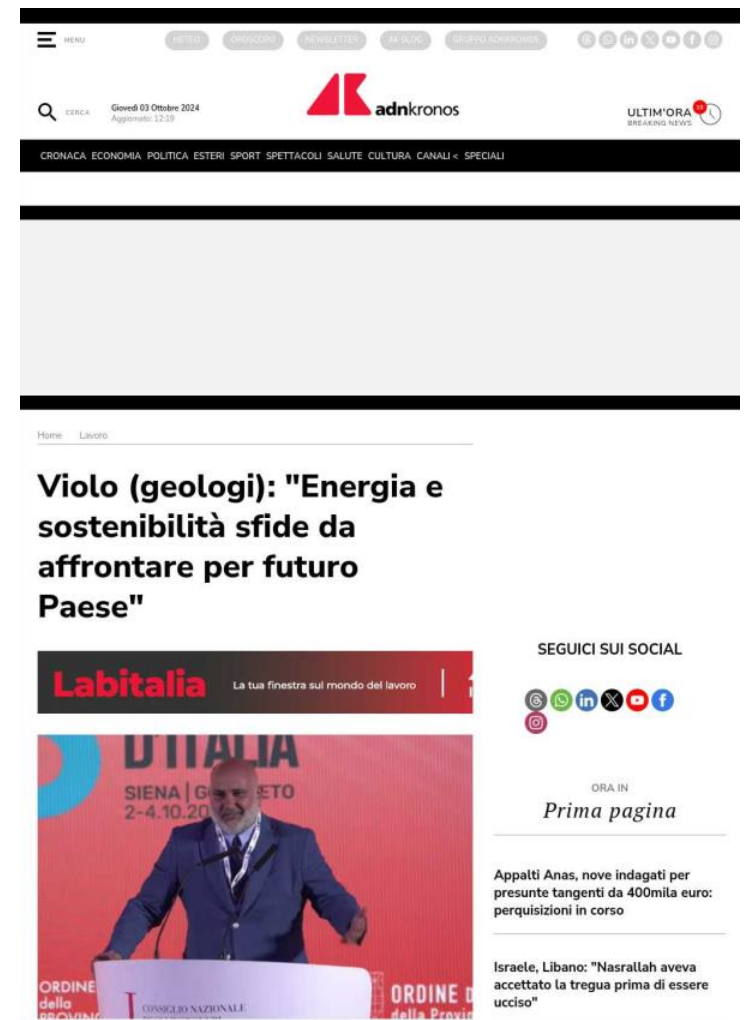 MENU
METEO
OROSCOPO
NEWSLETTER
AK BLOG
GRUPPO ADNKRONOS
CERCA
Giovedì 03 Ottobre 2024
Aggiornato: 12:19
adnkronos
ULTIM'ORA
BREAKING NEWS
CRONACA ECONOMIA POLITICA ESTERI SPORT SPETTACOLI SALUTE CULTURA CANALI < SPECIALI
Home Lavoro
Violo (geologi): "Energia e
sostenibilità sfide da
affrontare per futuro
Paese"
Labitalia La tua finestra sul mondo del lavoro
D'ITALIA
SIENA
2-4.10.20
ORDINE
della
CONSIGLIO NAZIONALE
ORDINE D
della Provin
SEGUICI SUI SOCIAL
ORA IN
Prima pagina
Appalti Anas, nove indagati per
presunte tangenti da 400mila euro:
perquisizioni in corso
Israele, Libano: "Nasrallah aveva
accettato la tregua prima di essere
ucciso"